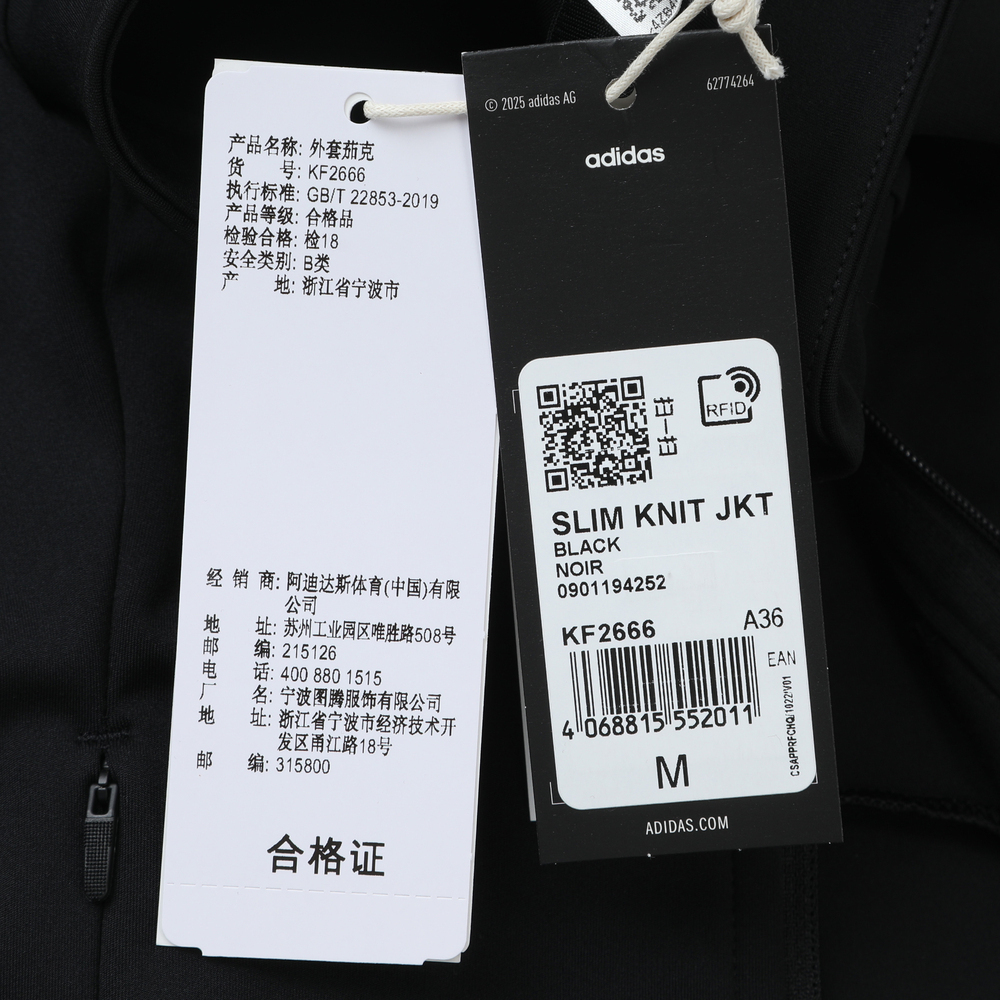 产品名称: 外套茄克
货 号: KF2666
执行标准: GB/T 22853-2019
产品等级: 合格品
检验合格: 检18
安全类别: B类
产 地: 浙江省宁波市
经 销 商: 阿迪达斯体育(中国)有限
公司
地 址: 苏州工业园区唯胜路508号
邮 编: 215126
电 话: 400 880 1515
厂 名: 宁波图腾服饰有限公司
地 址: 浙江省宁波市经济技术开
发区甬江路18号
邮 编: 315800
合格证
© 2025 adidas AG
62774264
adidas
扫一扫
RFID
SLIM KNIT JKT
BLACK
NOIR
0901194252
KF2666
A36
EAN
4 068815 552011
M
ADIDAS.COM